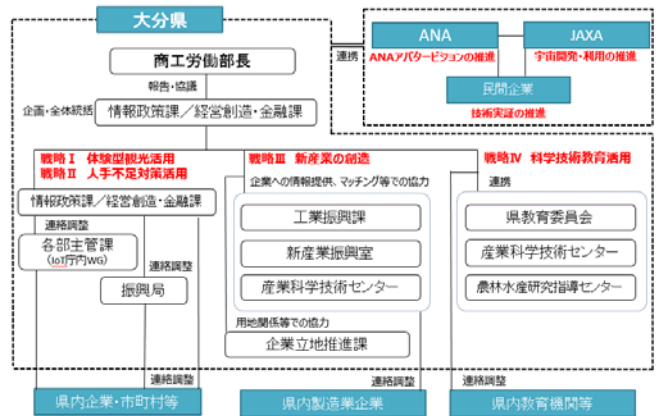 大分県
商工労働部長
報告・協議
企画・全体統括
情報政策課／経営創造・金融課
連携
ANA
ANAアバタービションの推進
JAXA
宇宙開発・利用の推進
民間企業
技術実証の推進
戦略Ⅰ 体験型観光活用
戦略Ⅱ 人手不足対策活用
情報政策課／経営創造・金融課
連絡調整
各部主管課
(IoT庁内WG)
連絡調整
振興局
戦略Ⅲ 新産業の創造
企業への情報提供、マッチング等での協力
工業振興課
新産業振興室
産業科学技術センター
用地関係等での協力
企業立地推進課
戦略Ⅳ 科学技術教育活用
連携
県教育委員会
産業科学技術センター
農林水産研究指導センター
連絡調整
県内企業・市町村等
連絡調整
県内製造業企業
連絡調整
県内教育機関等